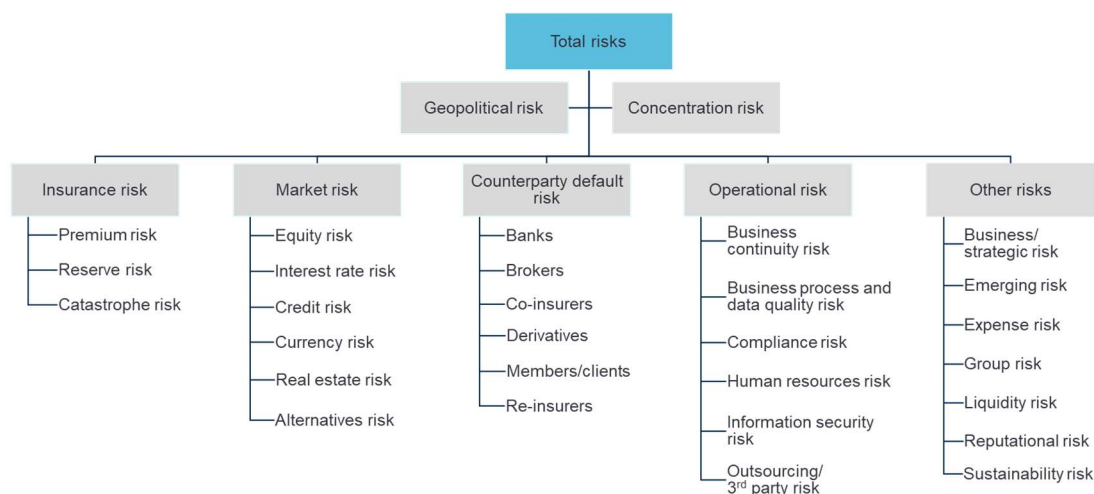 Total risks
Geopolitical risk
Concentration risk
Insurance risk
Premium risk
Reserve risk
Catastrophe risk
Market risk
Equity risk
Interest rate risk
Credit risk
Currency risk
Real estate risk
Alternatives risk
Counterparty default
risk
Banks
Brokers
Co-insurers
Derivatives
Members/clients
Re-insurers
Operational risk
Business
continuity risk
Business process and
data quality risk
Compliance risk
Human resources risk
Information security
risk
Outsourcing/
3rd party risk
Other risks
Business/
strategic risk
Emerging risk
Expense risk
Group risk
Liquidity risk
Reputational risk
Sustainability risk